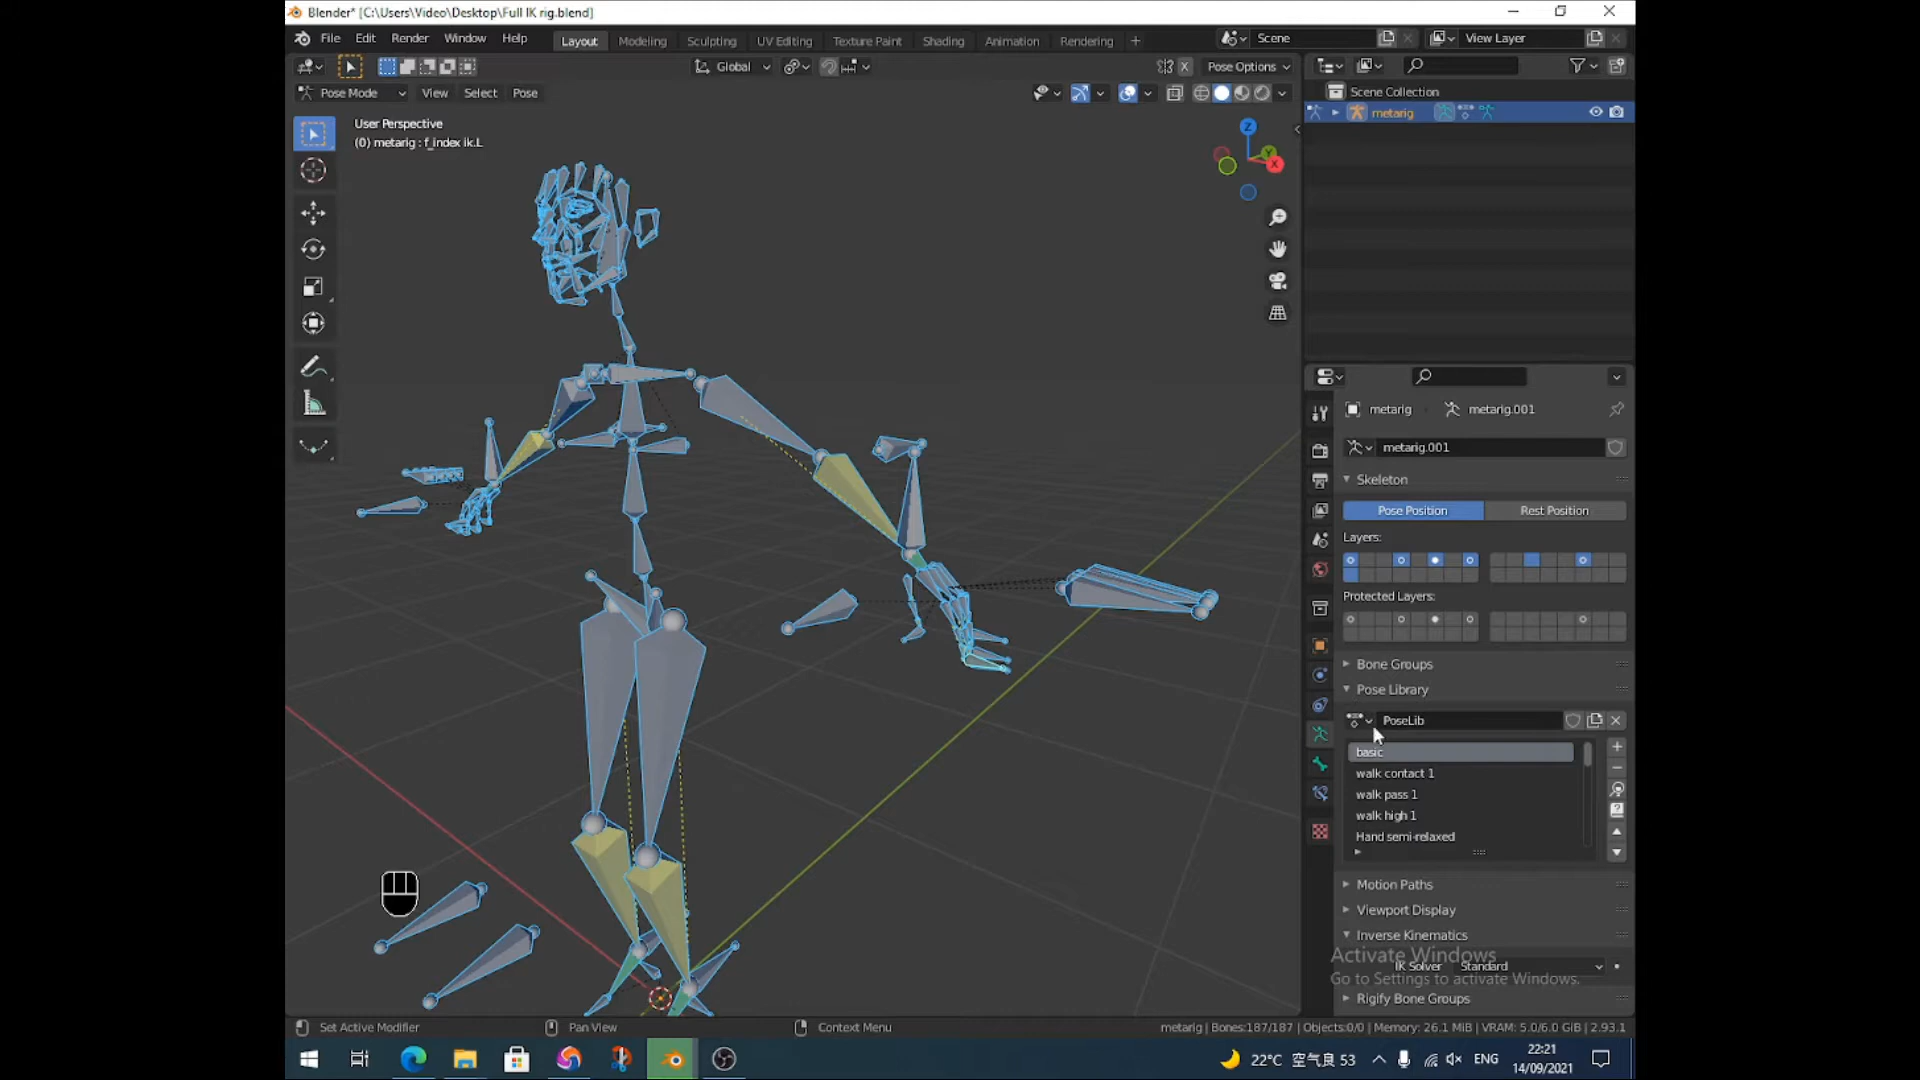 Blender* [C:\Users\Video\Desktop\Full IK rig.blend]
File Edit Render Window Help
Layout Modeling Sculpting UV Editing Texture Paint Shading Animation Rendering +
Scene
View Layer
Global
Pose Options
Pose Mode View Select Pose
User Perspective
(0) metarig : f_index ik.L
Z
Y
X
Scene Collection
metarig
metarig metarig.001
metarig.001
Skeleton
Pose Position Rest Position
Layers:
Protected Layers:
Bone Groups
Pose Library
PoseLib
basic
walk contact 1
walk pass 1
walk high 1
Hand semi-relaxed
Motion Paths
Viewport Display
Inverse Kinematics
Activate Windows
IK Solver Standard
Go to Settings to activate Windows.
Rigify Bone Groups
Set Active Modifier Pan View Context Menu
metarig | Bones:187/187 | Objects:0/0 | Memory: 26.1 MiB | VRAM: 5.0/6.0 GiB | 2.93.1
22°C 空气良 53 ENG
22:21
14/09/2021